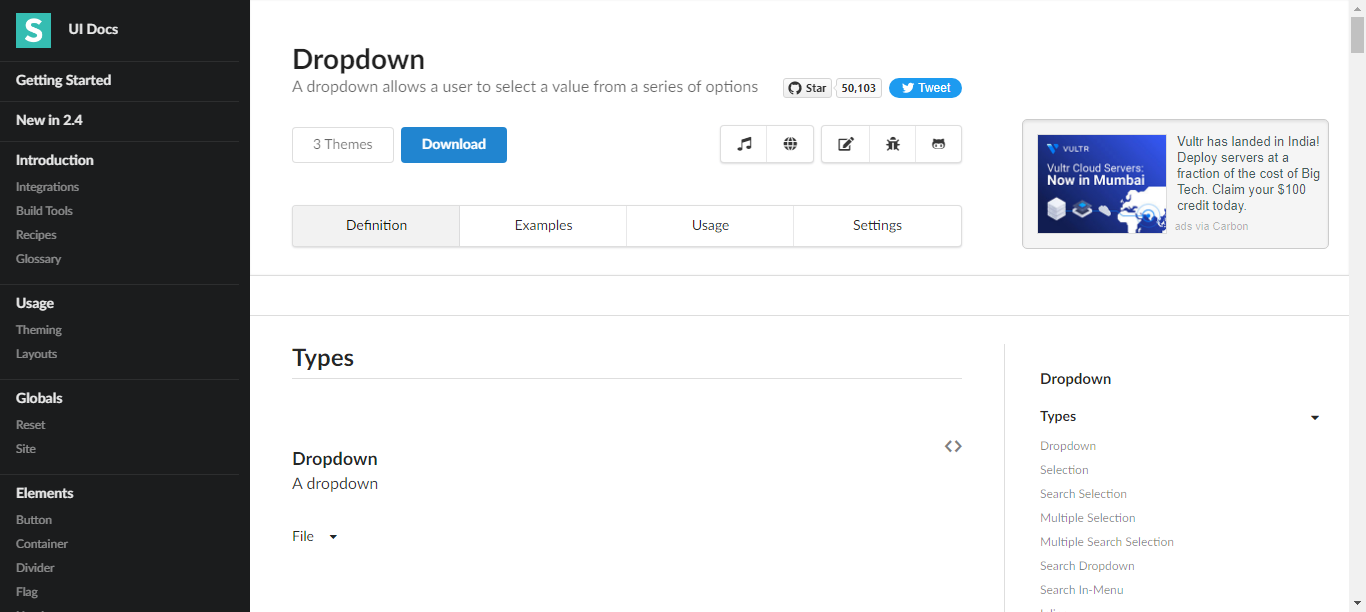 S
UI Docs
Getting Started
New in 2.4
Introduction
Integrations
Build Tools
Recipes
Glossary
Usage
Theming
Layouts
Globals
Reset
Site
Elements
Button
Container
Divider
Flag
Dropdown
A dropdown allows a user to select a value from a series of options
Star
50,103
Tweet
3 Themes
Download
Definition
Examples
Usage
Settings
VULTR
Vultr Cloud Servers:
Now in Mumbai
Vultr has landed in India!
Deploy servers at a
fraction of the cost of Big
Tech. Claim your $100
credit today.
ads via Carbon
Types
Dropdown
A dropdown
File
Dropdown
Types
Dropdown
Selection
Search Selection
Multiple Selection
Multiple Search Selection
Search Dropdown
Search In-Menu